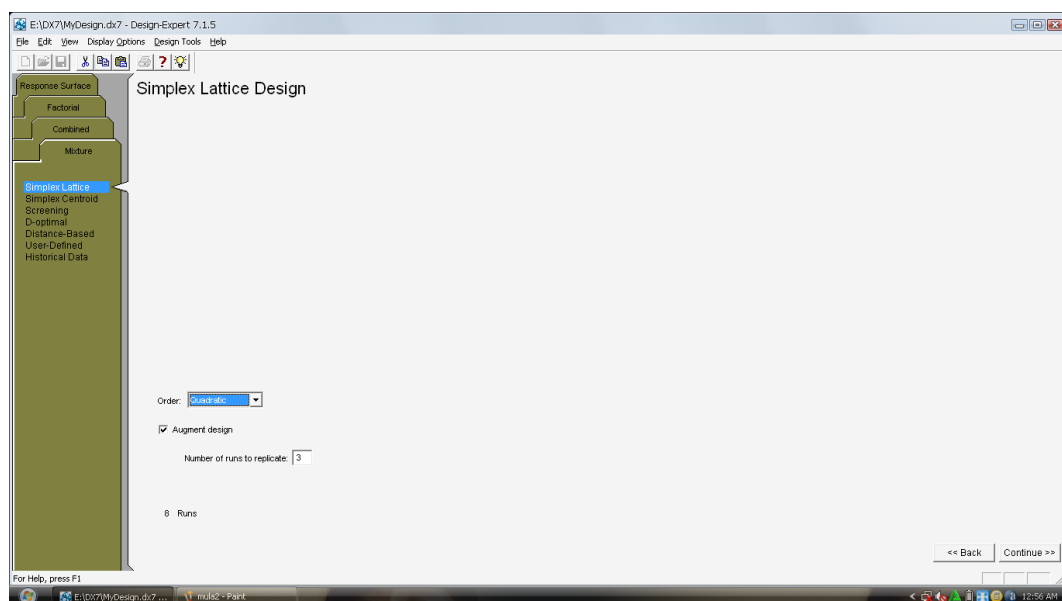 E:\DX7\MyDesign.dx7 - Design-Expert 7.1.5
File Edit View Display Options Design Tools Help
Response Surface
Factorial
Combined
Mixture
Simplex Lattice Design
Simplex Lattice
Simplex Centroid
Screening
D-optimal
Distance-Based
User-Defined
Historical Data
Order: Quadratic
Augment design
Number of runs to replicate: 3
8 Runs
<< Back Continue >>
For Help, press F1
E:\DX7\MyDesign.dx7 ... mula2 - Paint 12:56 AM